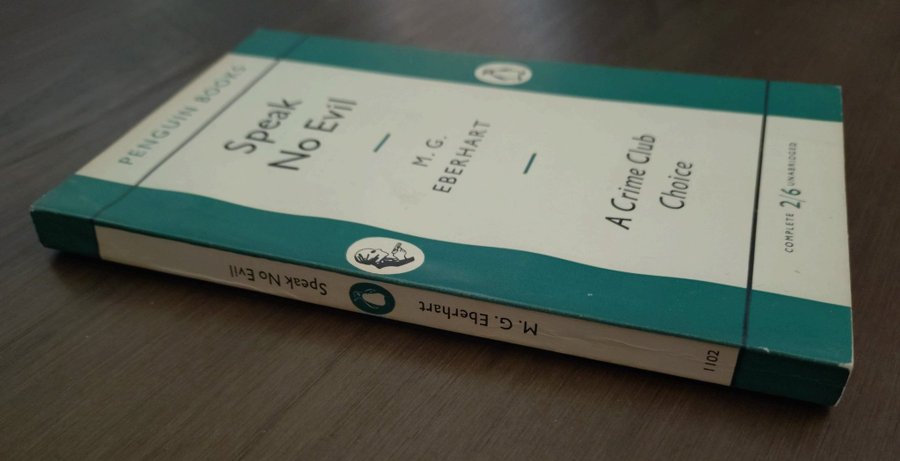 PENGUIN BOOKS
Speak
No Evil
M. G.
EBERHART
A Crime Club
Choice
COMPLETE 2/6 UNABRIDGED
Speak No Evil
M. G. Eberhart
1102